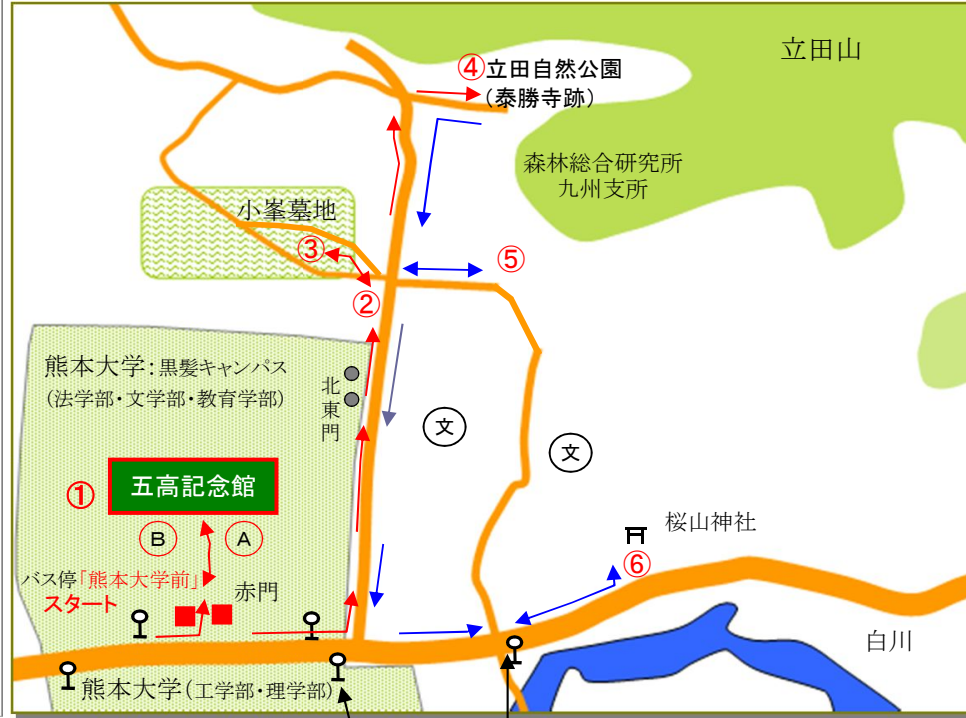 立田山
④立田自然公園
(泰勝寺跡)
森林総合研究所
九州支所
小峯墓地
③
⑤
②
熊本大学:黒髪キャンパス
(法学部・文学部・教育学部)
北東門
文
文
①
五高記念館
B
A
桜山神社
⑥
バス停「熊本大学前」
スタート
赤門
白川
熊本大学(工学部・理学部)